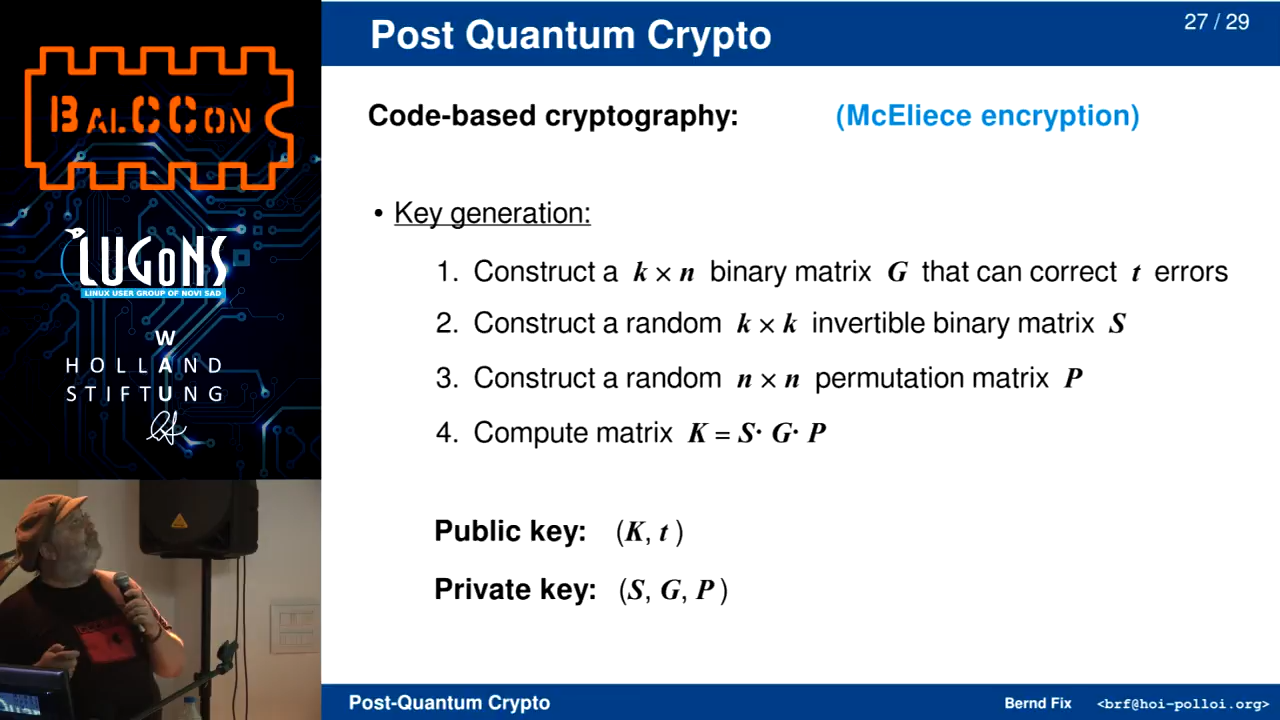 Post Quantum Crypto
27 / 29
BALCCON
LUGoNS
LINUX USER GROUP OF NOVI SAD
W
HOLLAND
STIFTUNG
Code-based cryptography: (McEliece encryption)
• Key generation:
1. Construct a k × n binary matrix G that can correct t errors
2. Construct a random k × k invertible binary matrix S
3. Construct a random n × n permutation matrix P
4. Compute matrix K = S· G· P
Public key: (K, t )
Private key: (S, G, P )
Post-Quantum Crypto
Bernd Fix <brf@hoi-polloi.org>